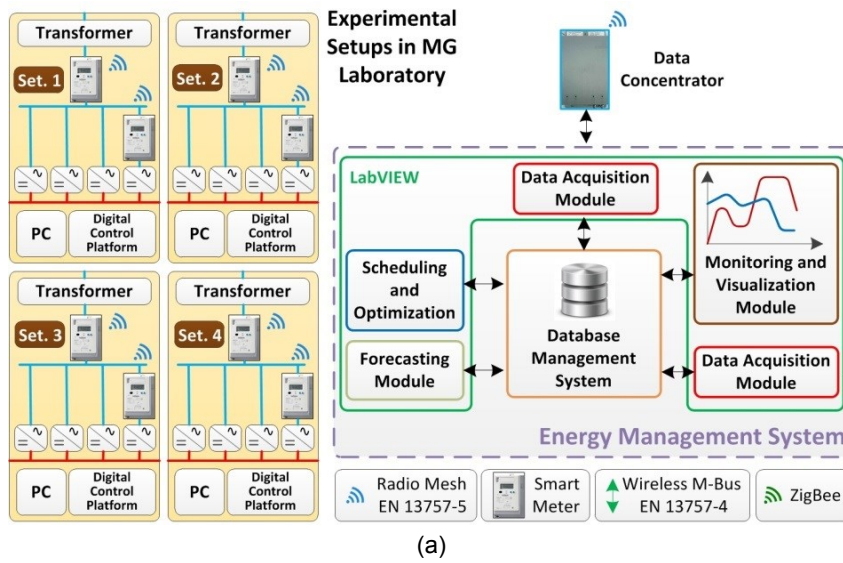 Transformer
Set. 1
PC
Digital
Control
Platform
Transformer
Set. 2
PC
Digital
Control
Platform
Transformer
Set. 3
PC
Digital
Control
Platform
Transformer
Set. 4
PC
Digital
Control
Platform
Experimental
Setups in MG
Laboratory
Data
Concentrator
LabVIEW
Data Acquisition
Module
Scheduling
and
Optimization
Forecasting
Module
Database
Management
System
Monitoring and
Visualization
Module
Data Acquisition
Module
Energy Management System
Radio Mesh
EN 13757-5
Smart
Meter
Wireless M-Bus
EN 13757-4
ZigBee
(a)